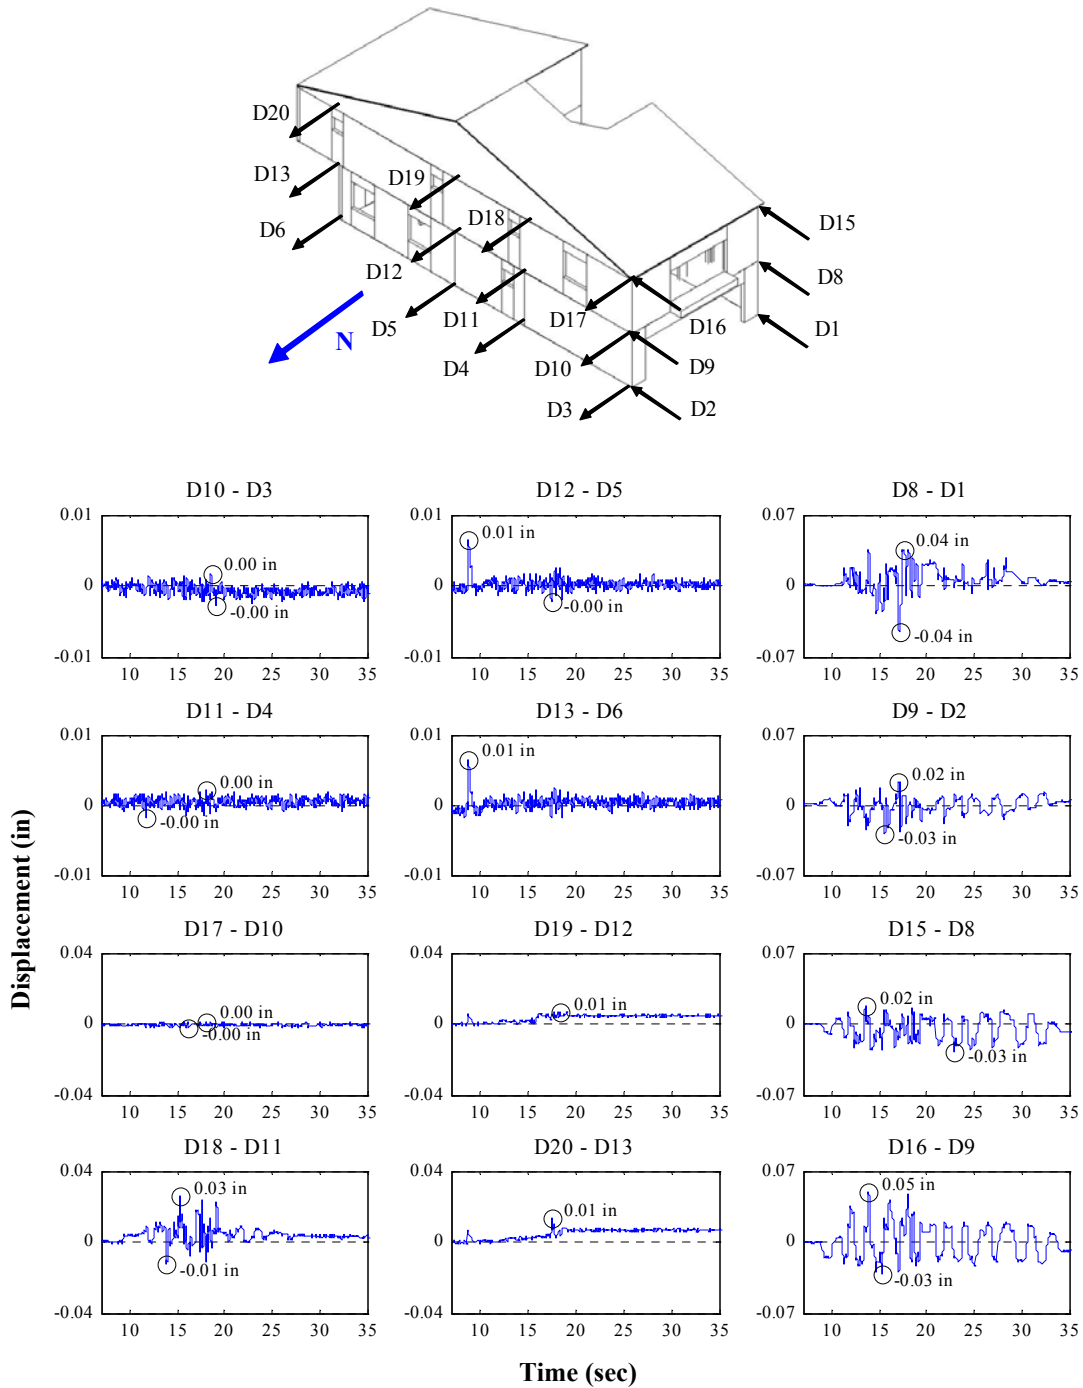 D20
D13
D6
D19
D18
D12
D5
D11
D4
D17
D10
D3
D16
D9
D2
D15
D8
D1
N
D10 - D3
0.01
0
-0.01
0.00 in
-0.00 in
10 15 20 25 30 35
D12 - D5
0.01
0
-0.01
0.01 in
-0.00 in
10 15 20 25 30 35
D8 - D1
0.07
0
-0.07
0.04 in
-0.04 in
10 15 20 25 30 35
D11 - D4
0.01
0
-0.01
0.00 in
-0.00 in
10 15 20 25 30 35
D13 - D6
0.01
0
-0.01
0.01 in
10 15 20 25 30 35
D9 - D2
0.07
0
-0.07
0.02 in
-0.03 in
10 15 20 25 30 35
D17 - D10
0.04
0
-0.04
0.00 in
-0.00 in
10 15 20 25 30 35
D19 - D12
0.04
0
-0.04
0.01 in
10 15 20 25 30 35
D15 - D8
0.07
0
-0.07
0.02 in
-0.03 in
10 15 20 25 30 35
D18 - D11
0.04
0
-0.04
0.03 in
-0.01 in
10 15 20 25 30 35
D20 - D13
0.04
0
-0.04
0.01 in
10 15 20 25 30 35
D16 - D9
0.07
0
-0.07
0.05 in
-0.03 in
10 15 20 25 30 35
Displacement (in)
Time (sec)